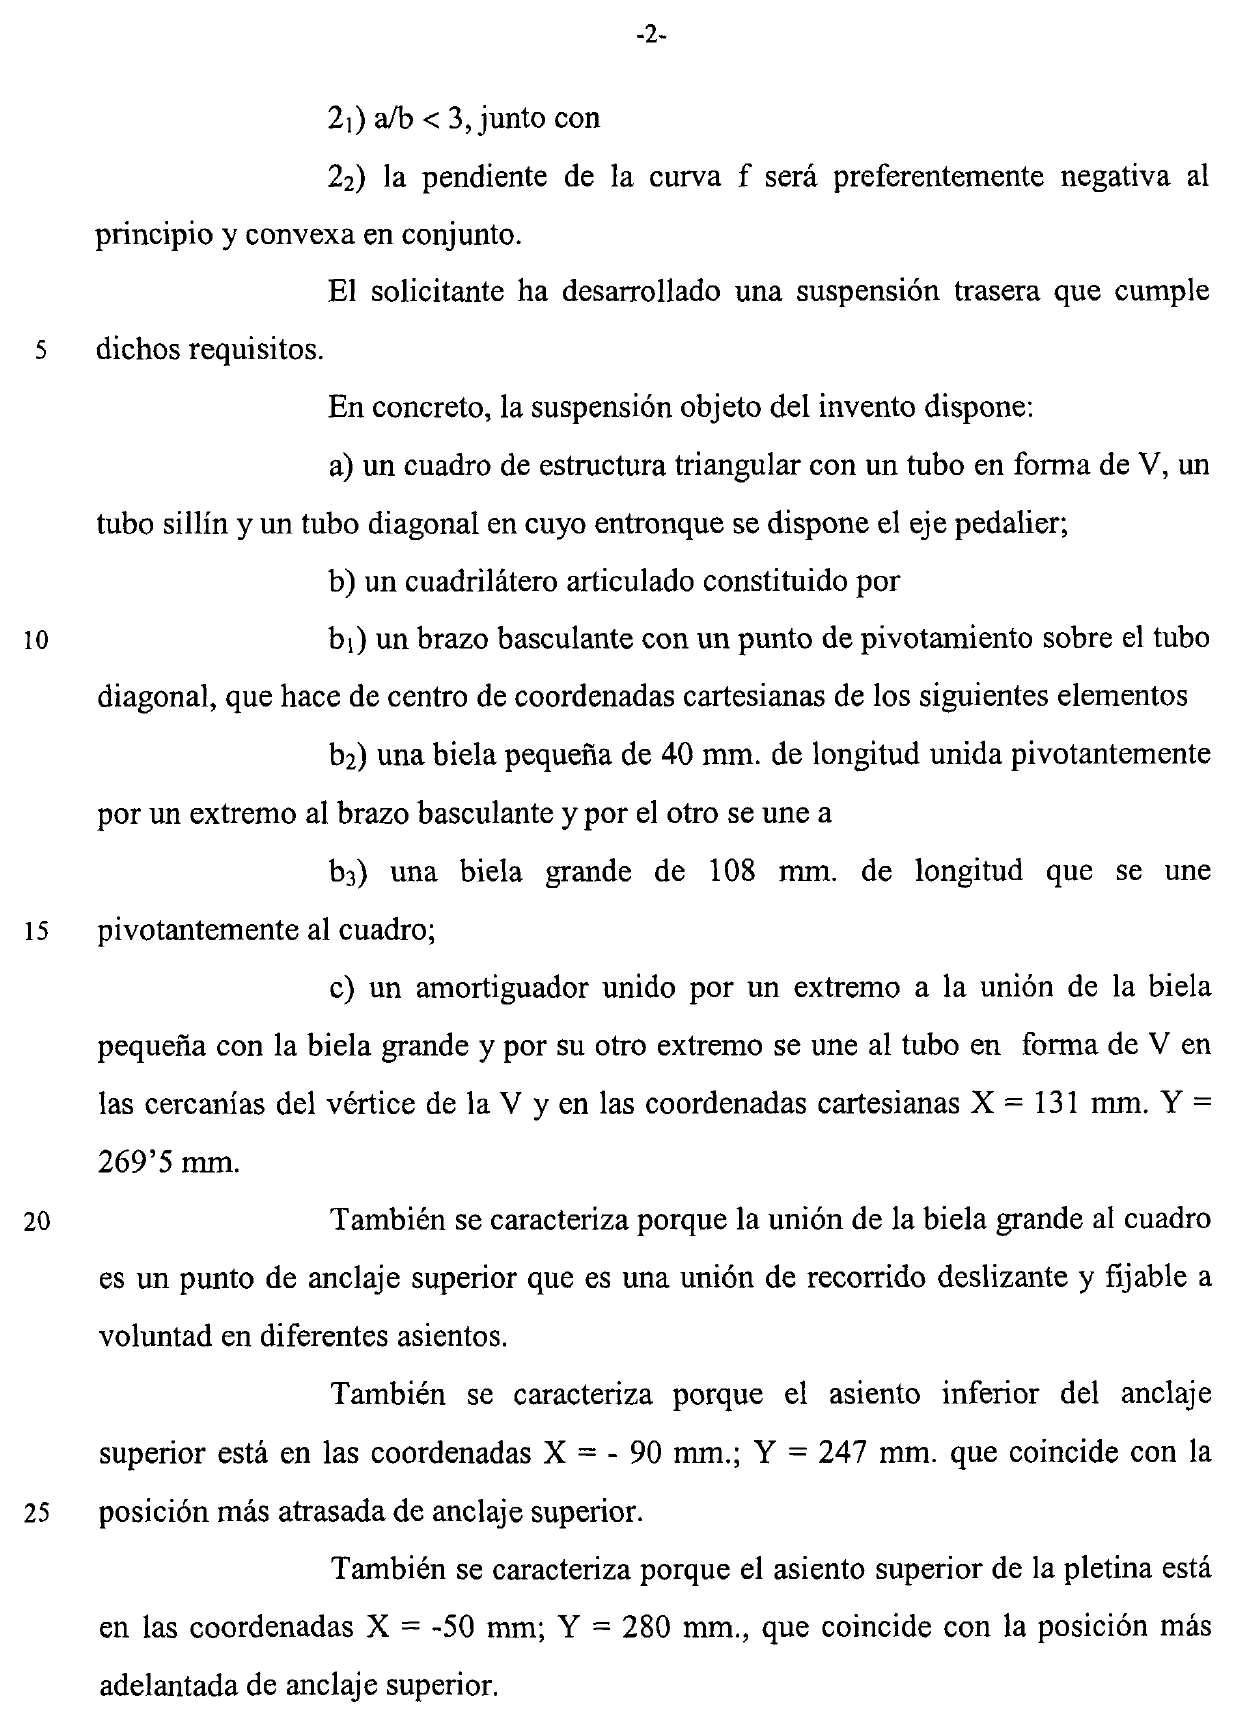 -2-
2₁) a/b < 3, junto con
2₂) la pendiente de la curva f será preferentemente negativa al
principio y convexa en conjunto.
El solicitante ha desarrollado una suspensión trasera que cumple
5 dichos requisitos.
En concreto, la suspensión objeto del invento dispone:
a) un cuadro de estructura triangular con un tubo en forma de V, un
tubo sillín y un tubo diagonal en cuyo entronque se dispone el eje pedalier;
b) un cuadrilátero articulado constituido por
10 b₁) un brazo basculante con un punto de pivotamiento sobre el tubo
diagonal, que hace de centro de coordenadas cartesianas de los siguientes elementos
b₂) una biela pequeña de 40 mm. de longitud unida pivotantemente
por un extremo al brazo basculante y por el otro se une a
b₃) una biela grande de 108 mm. de longitud que se une
15 pivotantemente al cuadro;
c) un amortiguador unido por un extremo a la unión de la biela
pequeña con la biela grande y por su otro extremo se une al tubo en forma de V en
las cercanías del vértice de la V y en las coordenadas cartesianas X = 131 mm. Y =
269’5 mm.
20 También se caracteriza porque la unión de la biela grande al cuadro
es un punto de anclaje superior que es una unión de recorrido deslizante y fijable a
voluntad en diferentes asientos.
También se caracteriza porque el asiento inferior del anclaje
superior está en las coordenadas X = - 90 mm.; Y = 247 mm. que coincide con la
25 posición más atrasada de anclaje superior.
También se caracteriza porque el asiento superior de la pletina está
en las coordenadas X = -50 mm; Y = 280 mm., que coincide con la posición más
adelantada de anclaje superior.